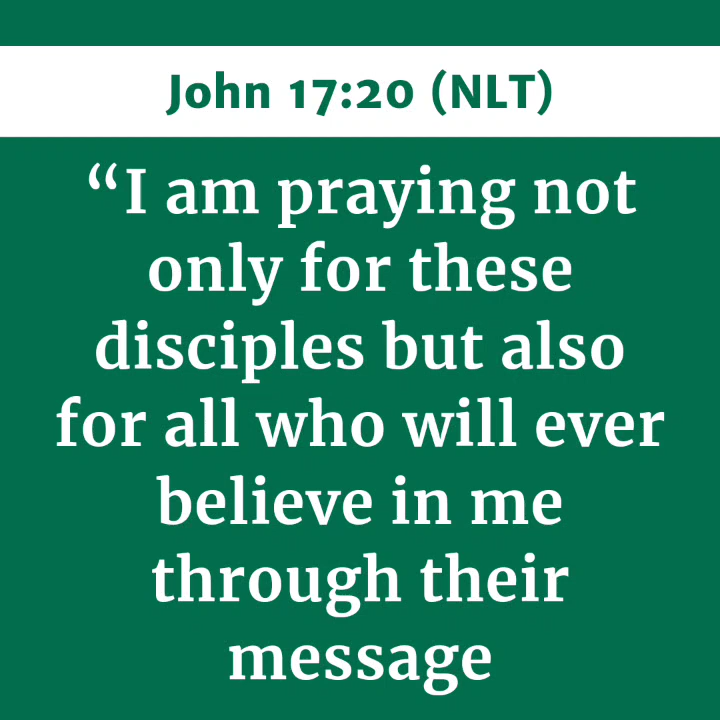 John 17:20 (NLT)
“I am praying not
only for these
disciples but also
for all who will ever
believe in me
through their
message